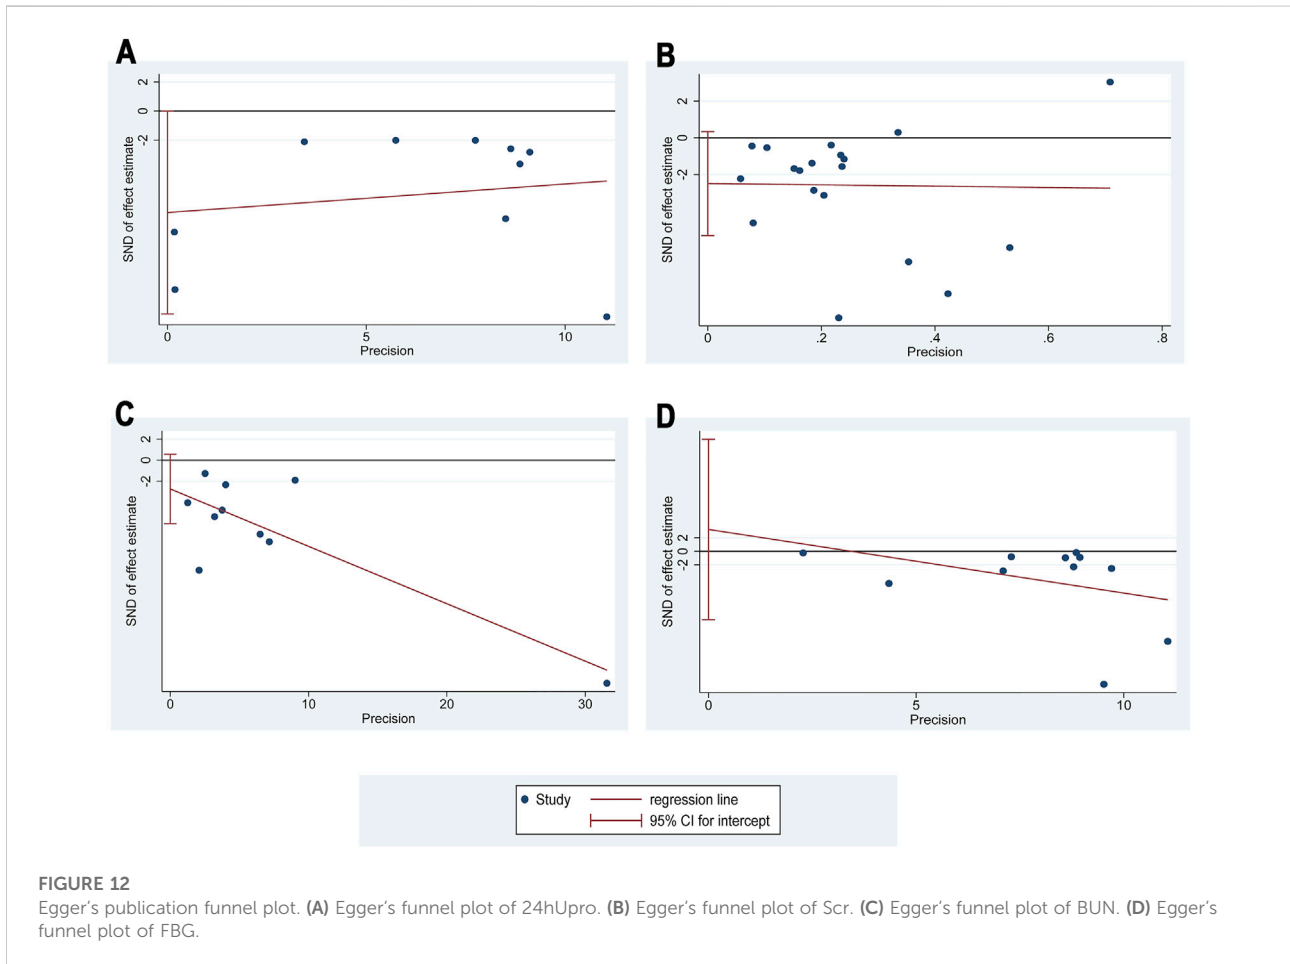 A
2
0
-2
SND of effect estimate
0
5
10
Precision
B
2
0
-2
SND of effect estimate
0
.2
.4
.6
.8
Precision
C
2
0
-2
SND of effect estimate
0
10
20
30
Precision
D
2
0
-2
SND of effect estimate
0
5
10
Precision
Study
regression line
95% CI for intercept
FIGURE 12
Egger's publication funnel plot. (A) Egger's funnel plot of 24hUpro. (B) Egger's funnel plot of Scr. (C) Egger's funnel plot of BUN. (D) Egger's
funnel plot of FBG.